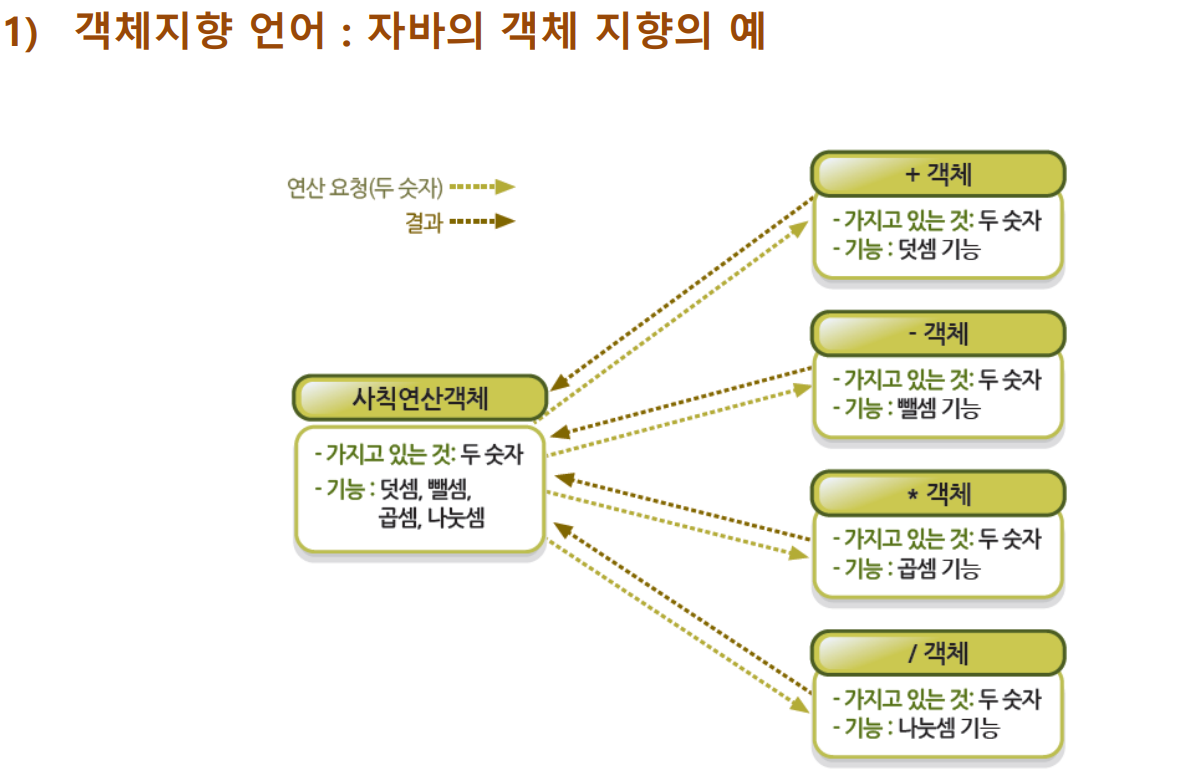 1) 객체지향 언어 : 자바의 객체 지향의 예
연산 요청(두 숫자)
결과
사칙연산객체
- 가지고 있는 것: 두 숫자
- 기능 : 덧셈, 뺄셈,
곱셈, 나눗셈
+ 객체
- 가지고 있는 것: 두 숫자
- 기능 : 덧셈 기능
- 객체
- 가지고 있는 것: 두 숫자
- 기능 : 뺄셈 기능
* 객체
- 가지고 있는 것: 두 숫자
- 기능 : 곱셈 기능
/ 객체
- 가지고 있는 것: 두 숫자
- 기능 : 나눗셈 기능